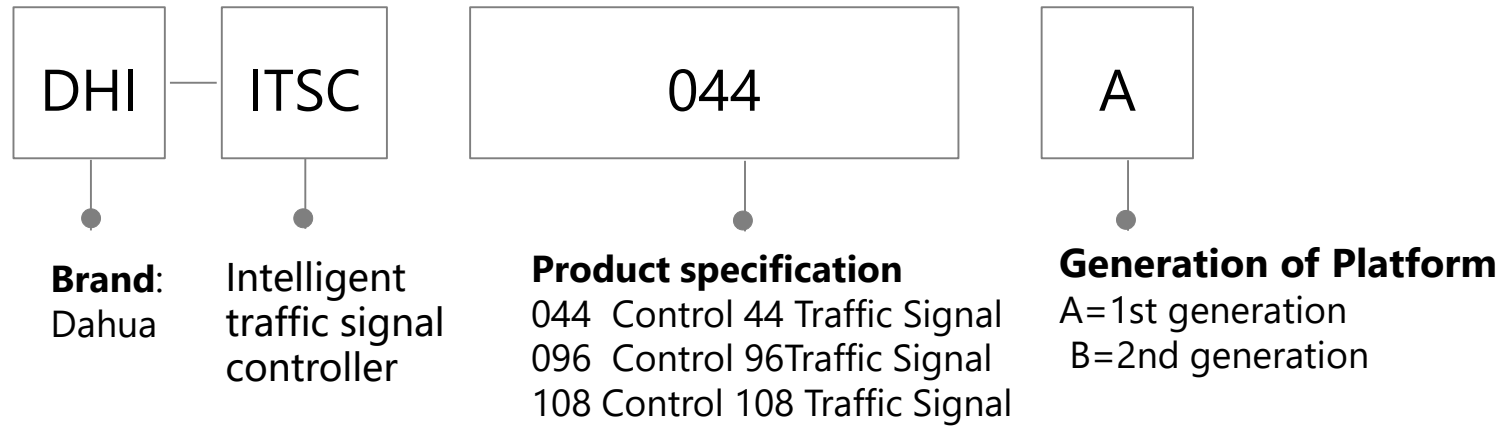 DHI
ITSC
044
A
Brand:
Dahua
Intelligent
traffic signal
controller
Product specification
044  Control 44 Traffic Signal
096  Control 96Traffic Signal
108 Control 108 Traffic Signal
Generation of Platform
A=1st generation
B=2nd generation